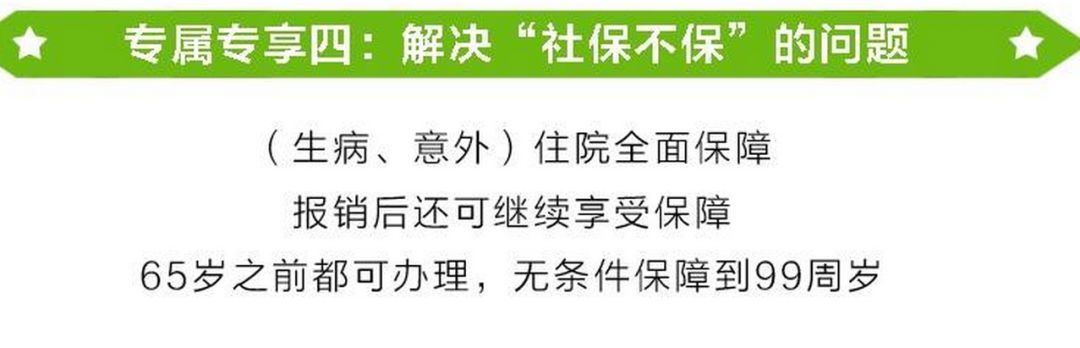 专属专享四：解决“社保不保”的问题
（生病、意外）住院全面保障
报销后还可继续享受保障
65岁之前都可办理，无条件保障到99周岁